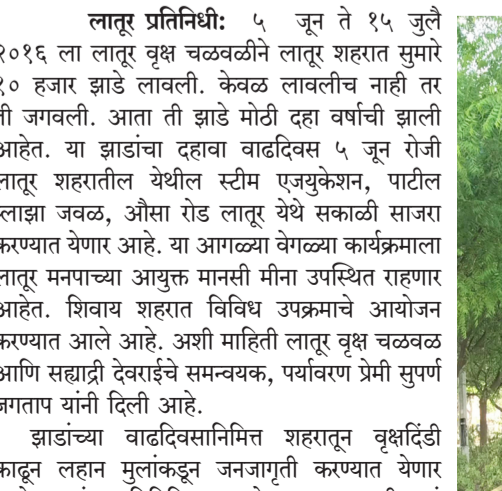 लातूर प्रतिनिधी: ५ जून ते १५ जुलै
२०१६ ला लातूर वृक्ष चळवळीने लातूर शहरात सुमारे
१० हजार झाडे लावली. केवळ लावलीच नाही तर
ती जगवली. आता ती झाडे मोठी दहा वर्षाची झाली
आहेत. या झाडांचा दहावा वाढदिवस ५ जून रोजी
लातूर शहरातील येथील स्टीम एजयुकेशन, पाटील
प्लाझा जवळ, औसा रोड लातूर येथे सकाळी साजरा
करण्यात येणार आहे. या आगळ्या वेगळ्या कार्यक्रमाला
लातूर मनपाच्या आयुक्त मानसी मीना उपस्थित राहणार
आहेत. शिवाय शहरात विविध उपक्रमाचे आयोजन
करण्यात आले आहे. अशी माहिती लातूर वृक्ष चळवळ
आणि सह्याद्री देवराईचे समन्वयक, पर्यावरण प्रेमी सुपर्ण
जगताप यांनी दिली आहे.
झाडांच्या वाढदिवसानिमित्त शहरातून वृक्षदिंडी
काढून लहान मुलांकडून जनजागृती करण्यात येणार